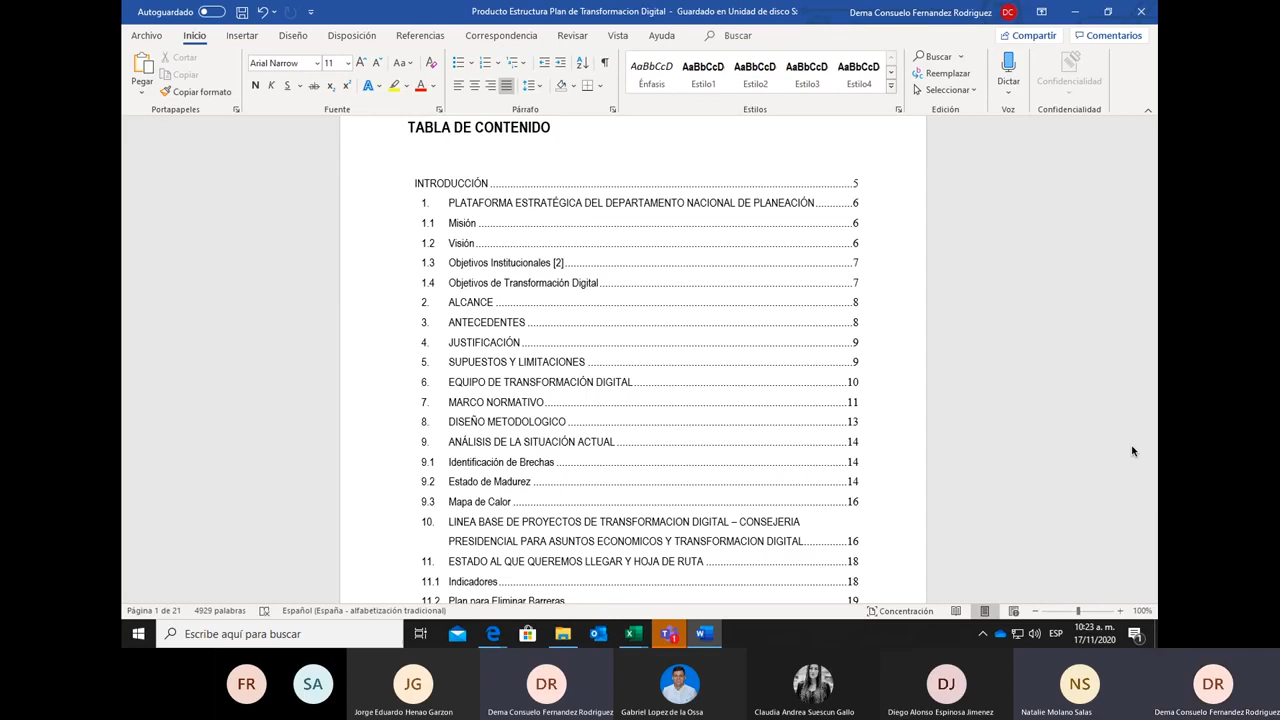 Autoguardado
Producto Estructura Plan de Transformacion Digital - Guardado en Unidad de disco S:
Dema Consuelo Fernandez Rodriguez
DC
Archivo Inicio Insertar Diseño Disposición Referencias Correspondencia Revisar Vista Ayuda Buscar
Compartir Comentarios
Pegar
Cortar
Copiar
Copiar formato
Portapapeles
Arial Narrow 11
N K S
Fuente
Párrafo
AaBbCcD AaBbCcD AaBbCcD AaBbCcD AaBbCcD
Énfasis Estilo1 Estilo2 Estilo3 Estilo4
Estilos
Buscar
Reemplazar
Seleccionar
Edición
Dictar
Voz
Confidencialidad
Confidencialidad
TABLA DE CONTENIDO
INTRODUCCIÓN ... 5
1. PLATAFORMA ESTRATÉGICA DEL DEPARTAMENTO NACIONAL DE PLANEACIÓN ... 6
1.1 Misión ... 6
1.2 Visión ... 6
1.3 Objetivos Institucionales [2] ... 7
1.4 Objetivos de Transformación Digital ... 7
2. ALCANCE ... 8
3. ANTECEDENTES ... 8
4. JUSTIFICACIÓN ... 9
5. SUPUESTOS Y LIMITACIONES ... 9
6. EQUIPO DE TRANSFORMACIÓN DIGITAL ... 10
7. MARCO NORMATIVO ... 11
8. DISEÑO METODOLOGICO ... 13
9. ANÁLISIS DE LA SITUACIÓN ACTUAL ... 14
9.1 Identificación de Brechas ... 14
9.2 Estado de Madurez ... 14
9.3 Mapa de Calor ... 16
10. LINEA BASE DE PROYECTOS DE TRANSFORMACION DIGITAL – CONSEJERIA
PRESIDENCIAL PARA ASUNTOS ECONOMICOS Y TRANSFORMACION DIGITAL ... 16
11. ESTADO AL QUE QUEREMOS LLEGAR Y HOJA DE RUTA ... 18
11.1 Indicadores ... 18
11.2 Plan para Eliminar Barreras ... 19
Página 1 de 21 4929 palabras Español (España - alfabetización tradicional) Concentración 100%
Escribe aquí para buscar
ESP
10:23 a. m.
17/11/2020
FR SA JG DR DJ NS DR
Jorge Eduardo Henao Garzon Dema Consuelo Fernandez Rodriguez Gabriel Lopez de la Ossa Claudia Andrea Suescun Gallo Diego Alonso Espinosa Jimenez Natalie Molano Salas Dema Consuelo Fernandez Rodriguez